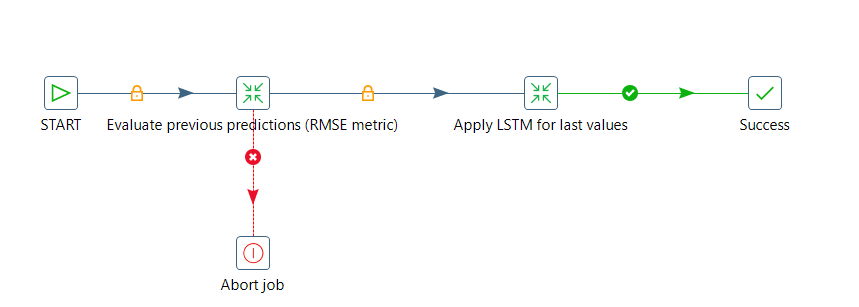 START
Evaluate previous predictions (RMSE metric)
Apply LSTM for last values
Success
Abort job